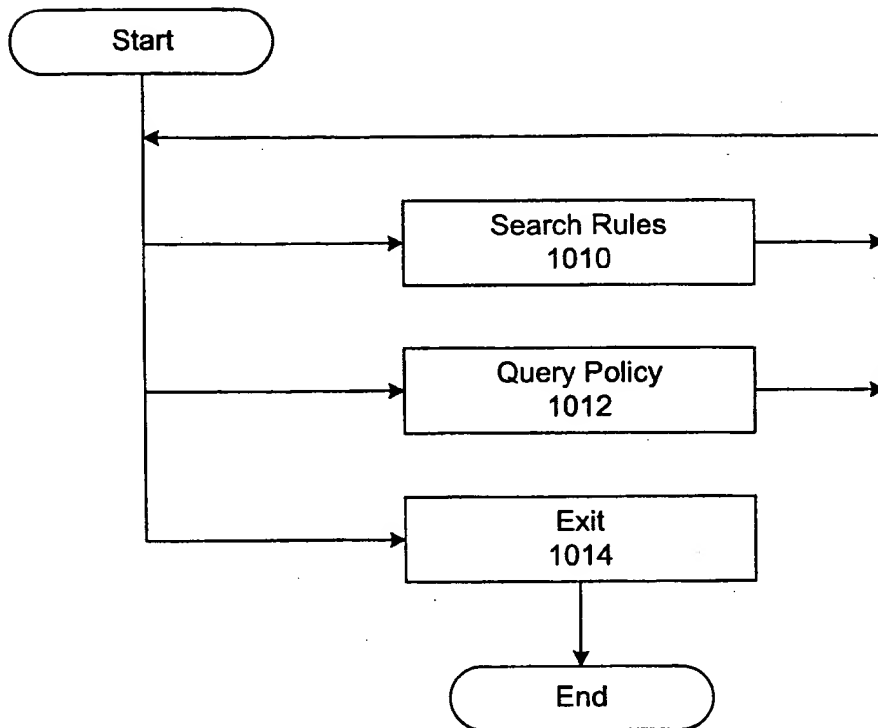 Start
Search Rules
1010
Query Policy
1012
Exit
1014
End